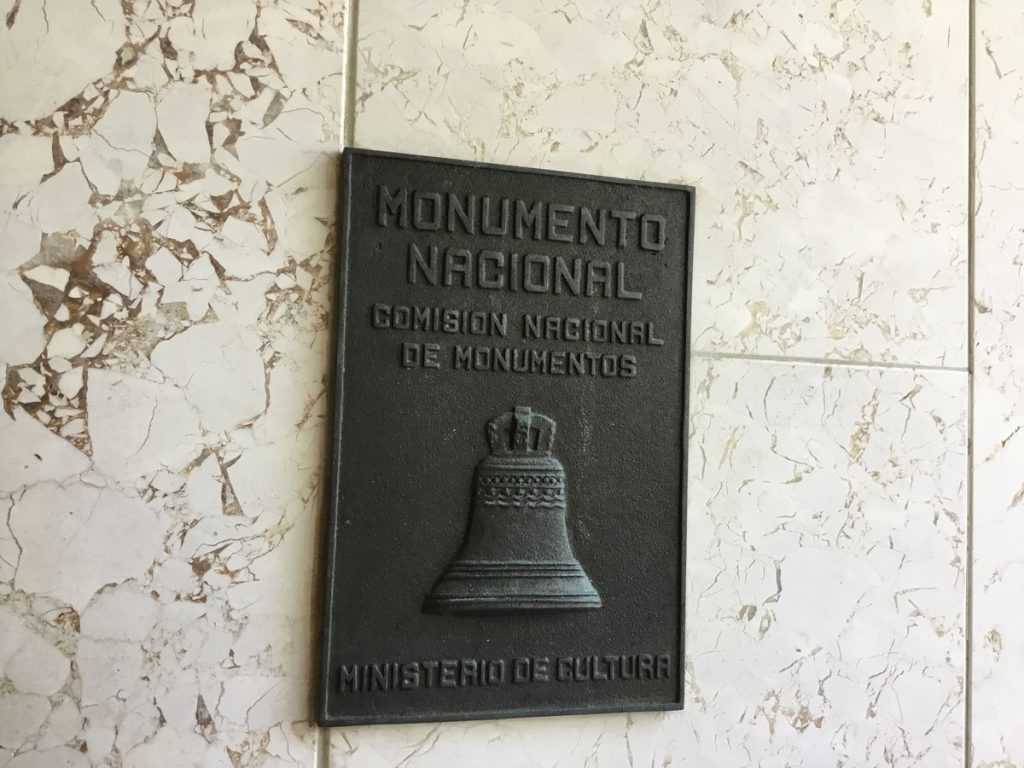 MONUMENTO
NACIONAL
COMISION NACIONAL
DE MONUMENTOS
MINISTERIO DE CULTURA